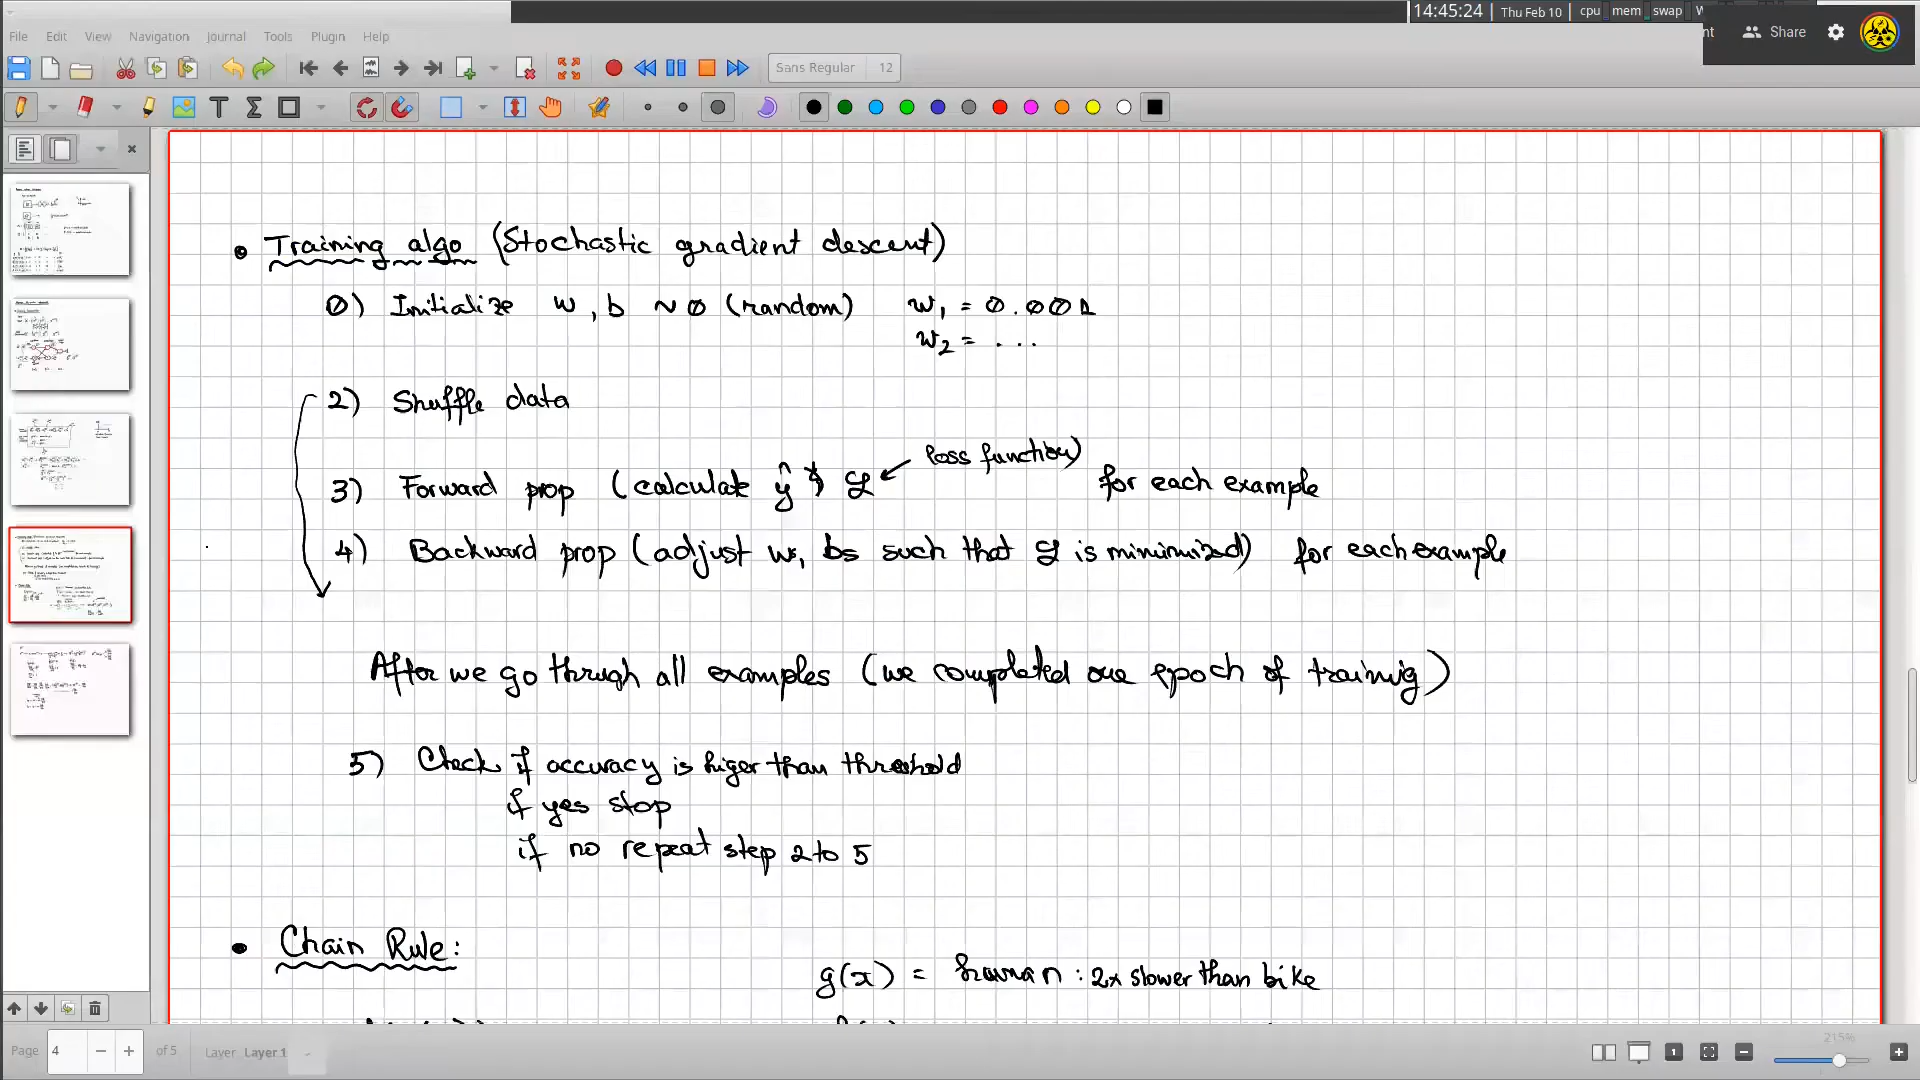 14:45:24 Thu Feb 10 cpu mem swap
nt Share
File Edit View Navigation Journal Tools Plugin Help
Sans Regular 12
• Training algo (Stochastic gradient descent)
0) Initialize w, b ~ 0 (random) w1 = 0.001
w2 = ...
2) Shuffle data
loss function)
3) Forward prop (calculate ŷ & L for each example
4) Backward prop (adjust ws, bs such that L is minimized) for each example
After we go through all examples (we completed one epoch of trainig)
5) Check if accuracy is higer than threshold
if yes stop
if no repeat step 2 to 5
• Chain Rule:
g(x) = human : 2x slower than bike
Page 4 of 5 Layer Layer 1
215%